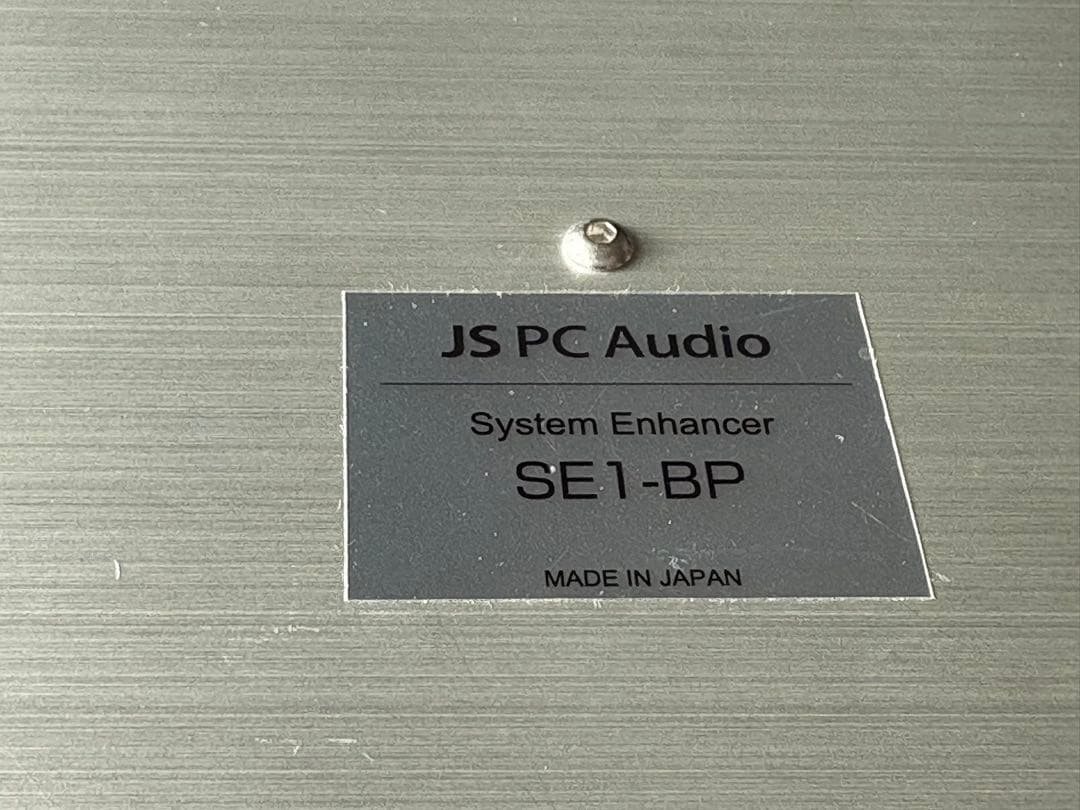 JS PC Audio
System Enhancer
SE1-BP
MADE IN JAPAN